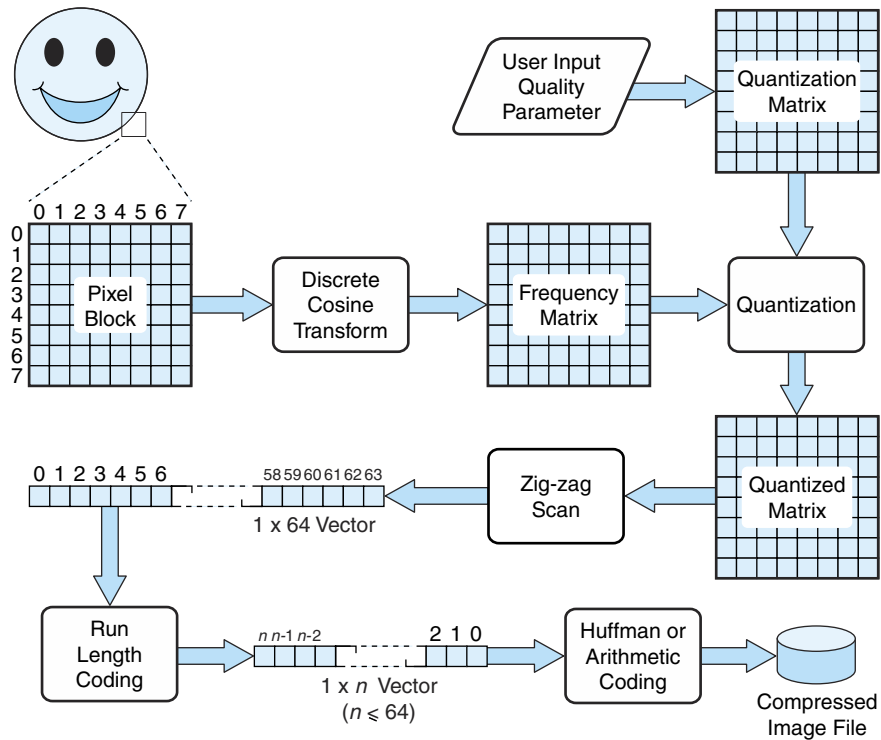 User Input
Quality
Parameter
Quantization
Matrix
0 1 2 3 4 5 6 7
0
1
2
3
4
5
6
7
Pixel
Block
Discrete
Cosine
Transform
Frequency
Matrix
Quantization
0 1 2 3 4 5 6
58 59 60 61 62 63
1 x 64 Vector
Zig-zag
Scan
Quantized
Matrix
Run
Length
Coding
n n-1 n-2
2 1 0
1 x n Vector
(n ⩽ 64)
Huffman or
Arithmetic
Coding
Compressed
Image File